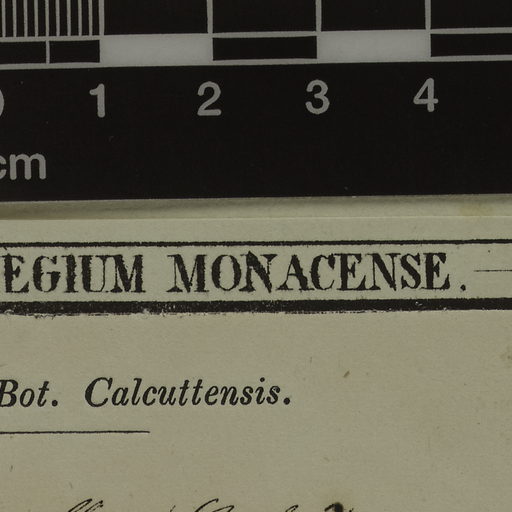 1 2 3 4
cm
EGIUM MONACENSE.
Bot. Calcuttensis.